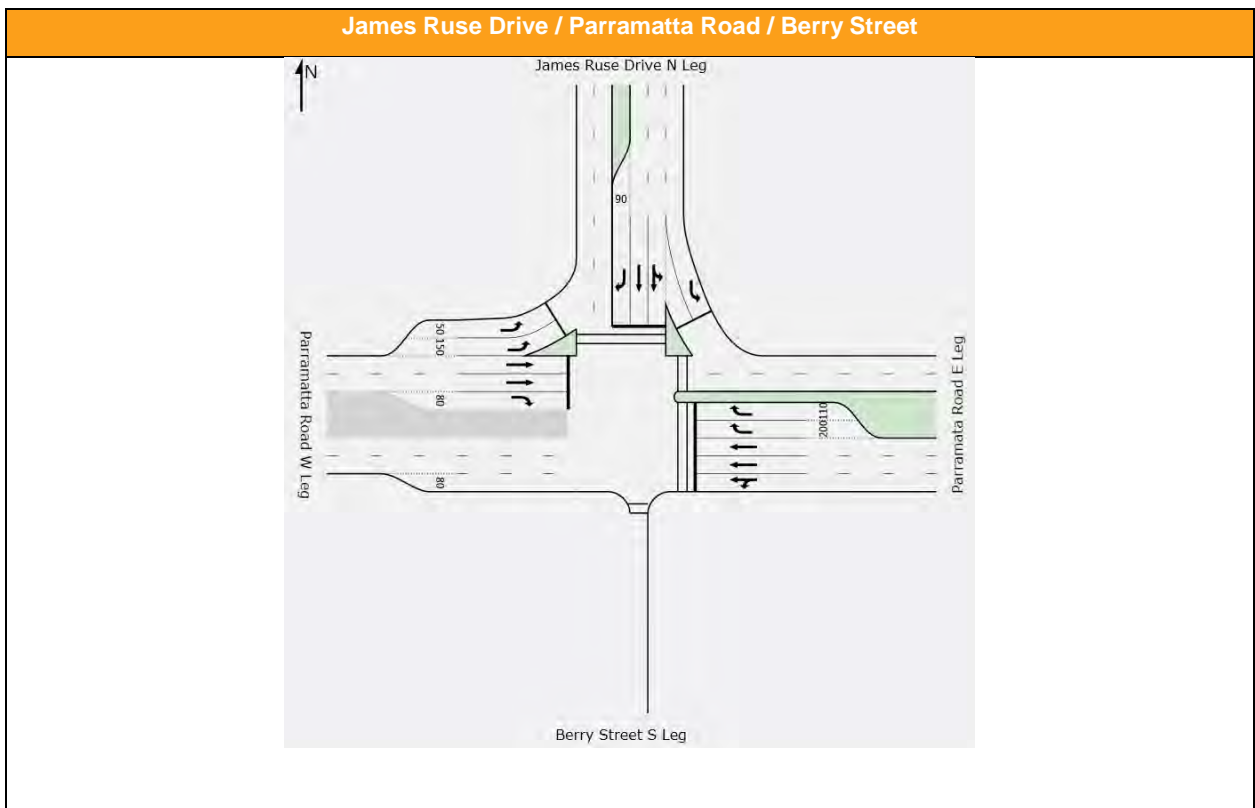 James Ruse Drive / Parramatta Road / Berry Street
N
James Ruse Drive N Leg
90
50
150
80
80
Parramatta Road W Leg
110
200
Parramata Road E Leg
Berry Street S Leg